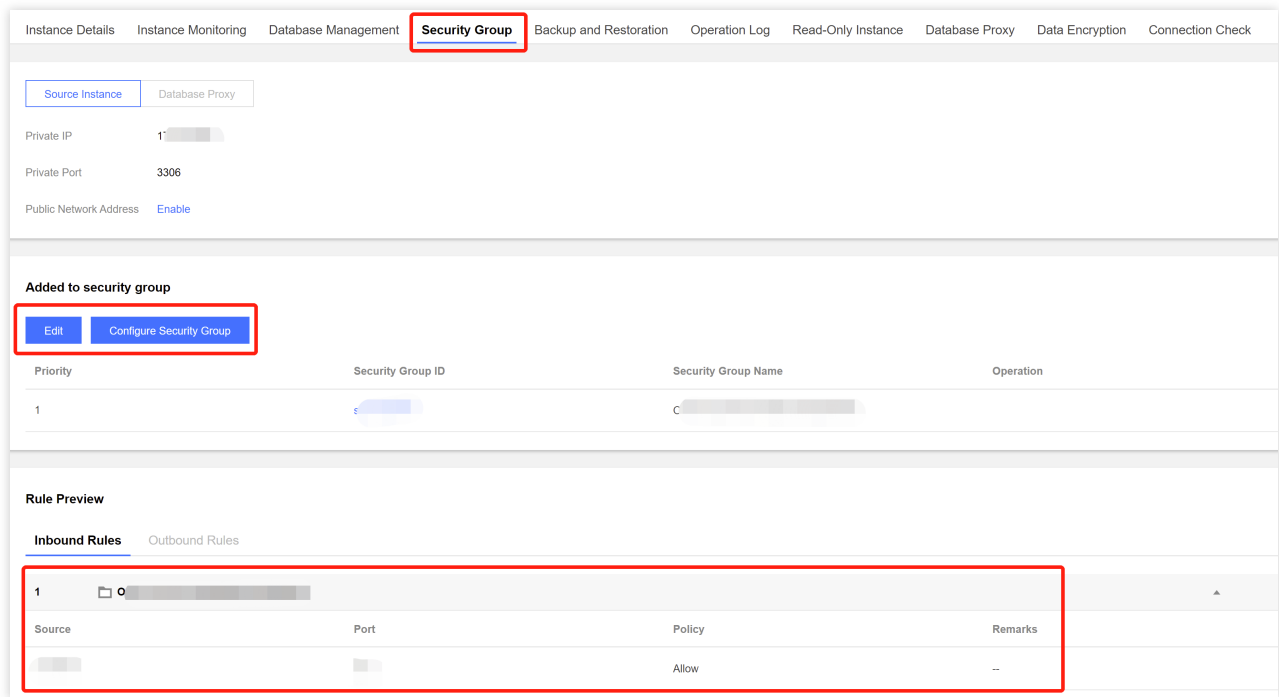 Instance Details Instance Monitoring Database Management Security Group Backup and Restoration Operation Log Read-Only Instance Database Proxy Data Encryption Connection Check
Source Instance Database Proxy
Private IP
Private Port 3306
Public Network Address Enable
Added to security group
Edit Configure Security Group
Priority Security Group ID Security Group Name Operation
1
Rule Preview
Inbound Rules Outbound Rules
1
Source Port Policy Remarks
Allow --